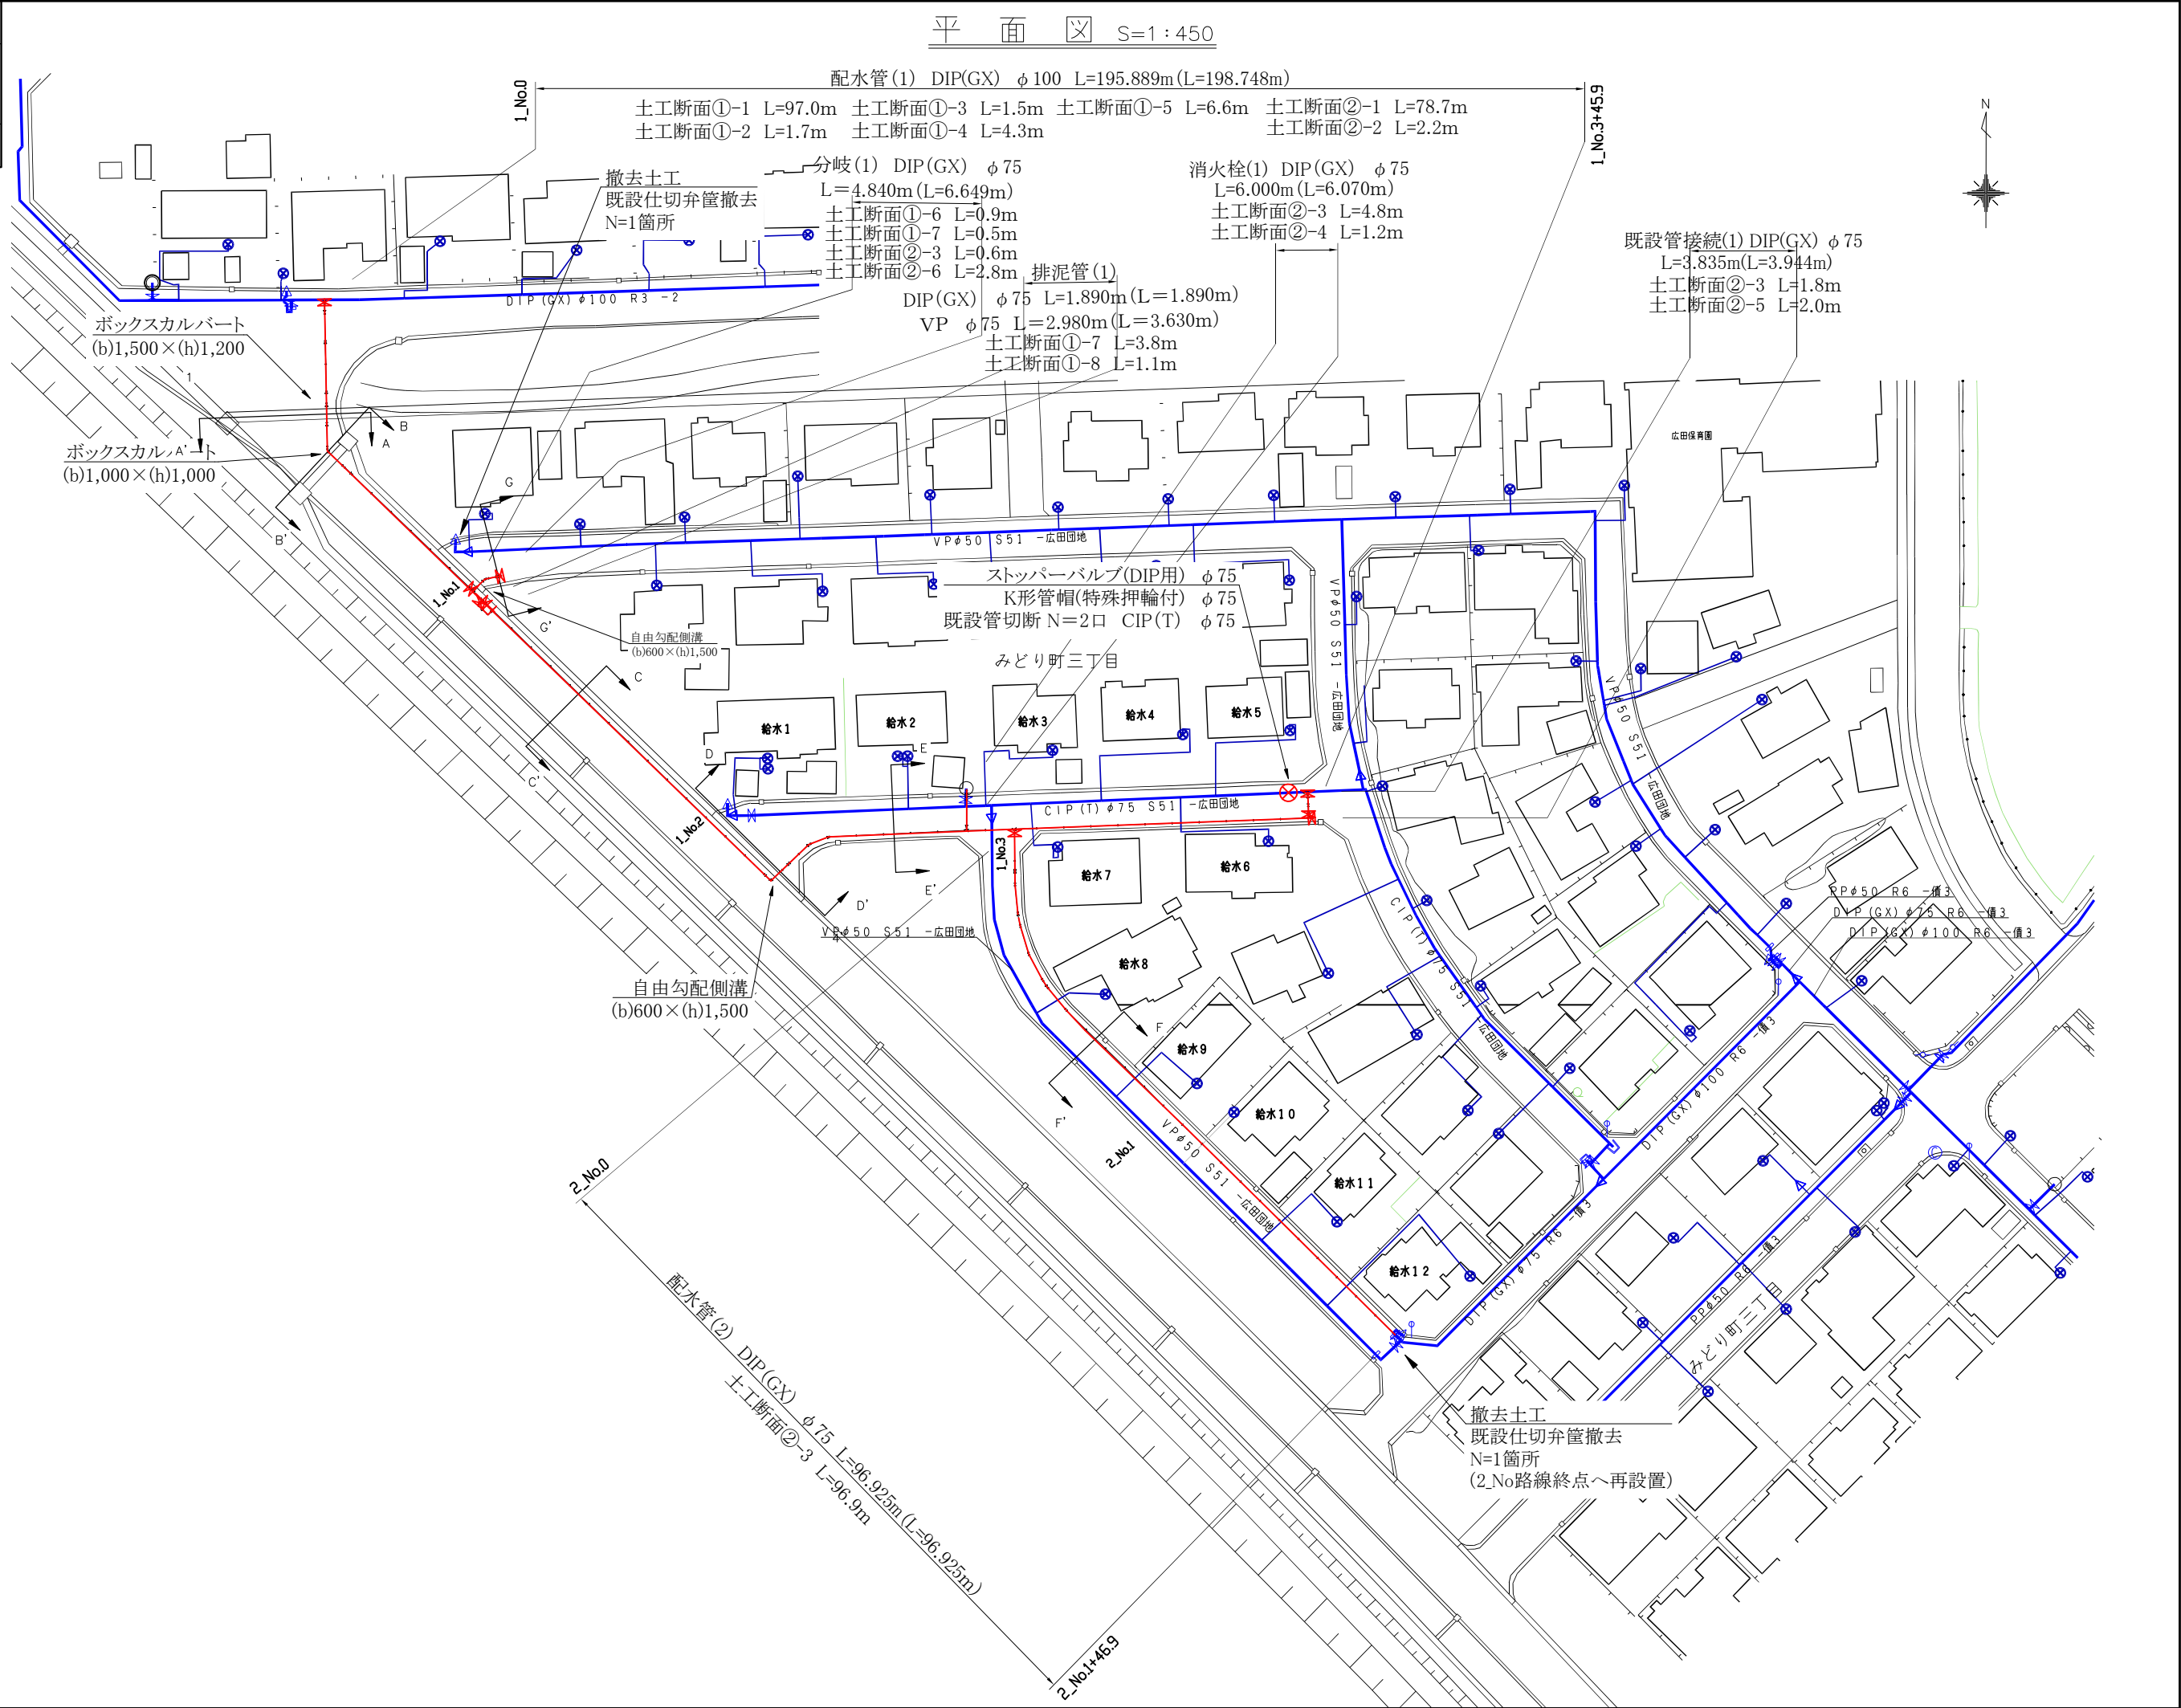 平面図 S=1:450
配水管(1) DIP(GX) φ100 L=195.889m(L=198.748m)
1_No.0
1_No.3+45.9
土工断面①-1 L=97.0m 土工断面①-3 L=1.5m 土工断面①-5 L=6.6m 土工断面②-1 L=78.7m
土工断面①-2 L=1.7m 土工断面①-4 L=4.3m 土工断面②-2 L=2.2m
N
撤去土工
既設仕切弁筐撤去
N=1箇所
分岐(1) DIP(GX) φ75
L=4.840m(L=6.649m)
土工断面①-6 L=0.9m
土工断面①-7 L=0.5m
土工断面②-3 L=0.6m
土工断面②-6 L=2.8m
消火栓(1) DIP(GX) φ75
L=6.000m(L=6.070m)
土工断面②-3 L=4.8m
土工断面②-4 L=1.2m
既設管接続(1) DIP(GX) φ75
L=3.835m(L=3.944m)
土工断面②-3 L=1.8m
土工断面②-5 L=2.0m
排泥管(1)
DIP(GX) φ75 L=1.890m(L=1.890m)
VP φ75 L=2.980m(L=3.630m)
土工断面①-7 L=3.8m
土工断面①-8 L=1.1m
DIP(GX)φ100 R3 -2
ボックスカルバート
(b)1,500×(h)1,200
1
ボックスカルバート
(b)1,000×(h)1,000
A'
A
B
B'
G
G'
広田保育園
VPφ50 S51 -広田団地
ストッパーバルブ(DIP用) φ75
K形管帽(特殊押輪付) φ75
既設管切断 N=2口 CIP(T) φ75
1_No.1
自由勾配側溝
(b)600×(h)1,500
みどり町三丁目
VPφ50 S51 -広田団地
VPφ50 S51 -広田団地
C
C'
給水1
給水2
給水3
給水4
給水5
D
D'
E
E'
CIP(T)φ75 S51 -広田団地
1_No.2
1_No.3
給水7
給水6
VPφ50 S51 -広田団地
4
CIP(T)φ75 S51 -広田団地
PPφ50 R6 -債3
DIP(GX)φ75 R6 -債3
DIP(GX)φ100 R6 -債3
給水8
自由勾配側溝
(b)600×(h)1,500
F
F'
給水9
給水10
給水11
給水12
2_No.1
VPφ50 S51 -広田団地
DIP(GX)φ100 R6 -債3
DIP(GX)φ75 R6 -債3
PPφ50 R6 -債3
みどり町三丁目
2_No.0
配水管(2) DIP(GX) φ75 L=96.925m(L=96.925m)
土工断面②-3 L=96.9m
2_No.1+46.9
撤去土工
既設仕切弁筐撤去
N=1箇所
(2_No路線終点へ再設置)